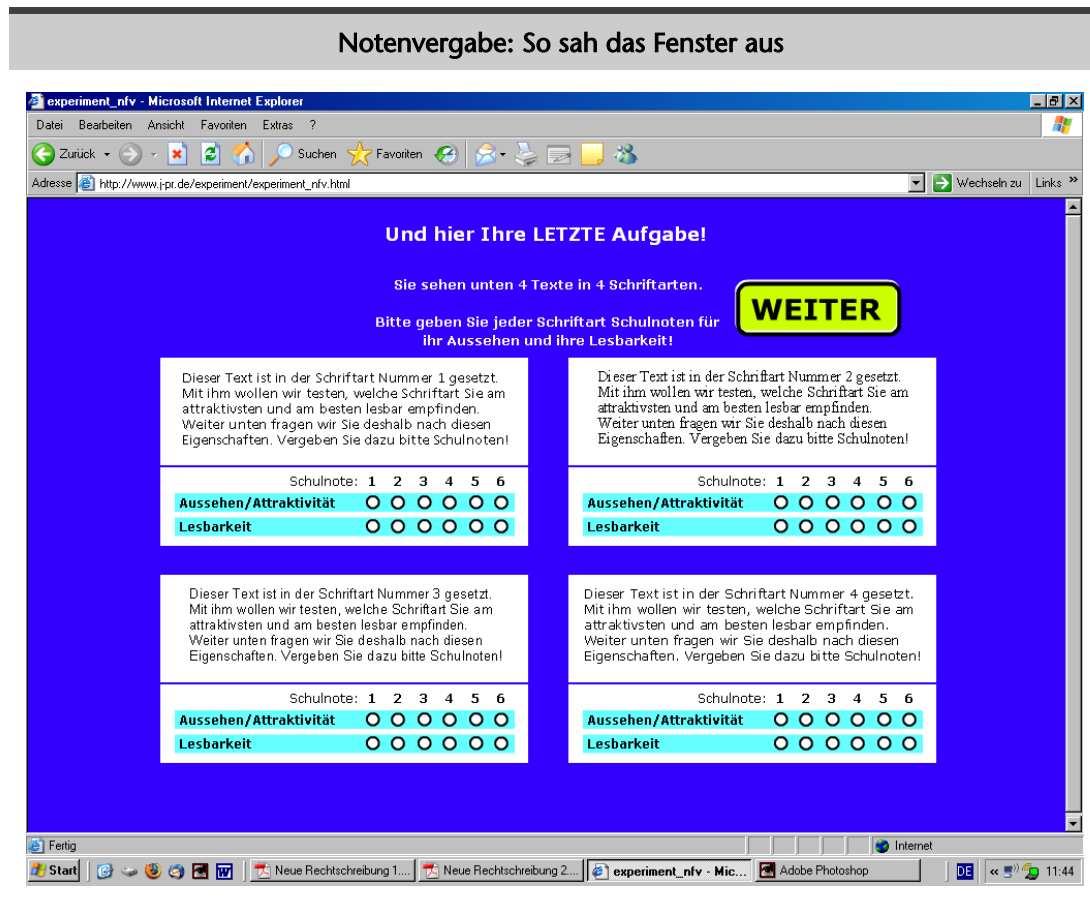 Notenvergabe: So sah das Fenster aus
experiment_nfv - Microsoft Internet Explorer
Datei Bearbeiten Ansicht Favoriten Extras ?
Zurück Suchen Favoriten
Adresse http://www.j-pr.de/experiment/experiment_nfv.html Wechseln zu Links »
Und hier Ihre LETZTE Aufgabe!
Sie sehen unten 4 Texte in 4 Schriftarten.
Bitte geben Sie jeder Schriftart Schulnoten für
ihr Aussehen und ihre Lesbarkeit!
WEITER
Dieser Text ist in der Schriftart Nummer 1 gesetzt.
Mit ihm wollen wir testen, welche Schriftart Sie am
attraktivsten und am besten lesbar empfinden.
Weiter unten fragen wir Sie deshalb nach diesen
Eigenschaften. Vergeben Sie dazu bitte Schulnoten!
Schulnote: 1 2 3 4 5 6
Aussehen/Attraktivität
Lesbarkeit
Dieser Text ist in der Schriftart Nummer 2 gesetzt.
Mit ihm wollen wir testen, welche Schriftart Sie am
attraktivsten und am besten lesbar empfinden.
Weiter unten fragen wir Sie deshalb nach diesen
Eigenschaften. Vergeben Sie dazu bitte Schulnoten!
Schulnote: 1 2 3 4 5 6
Aussehen/Attraktivität
Lesbarkeit
Dieser Text ist in der Schriftart Nummer 3 gesetzt.
Mit ihm wollen wir testen, welche Schriftart Sie am
attraktivsten und am besten lesbar empfinden.
Weiter unten fragen wir Sie deshalb nach diesen
Eigenschaften. Vergeben Sie dazu bitte Schulnoten!
Schulnote: 1 2 3 4 5 6
Aussehen/Attraktivität
Lesbarkeit
Dieser Text ist in der Schriftart Nummer 4 gesetzt.
Mit ihm wollen wir testen, welche Schriftart Sie am
attraktivsten und am besten lesbar empfinden.
Weiter unten fragen wir Sie deshalb nach diesen
Eigenschaften. Vergeben Sie dazu bitte Schulnoten!
Schulnote: 1 2 3 4 5 6
Aussehen/Attraktivität
Lesbarkeit
Fertig Internet
Start Neue Rechtschreibung 1.... Neue Rechtschreibung 2.... experiment_nfv - Mic... Adobe Photoshop DE « 11:44